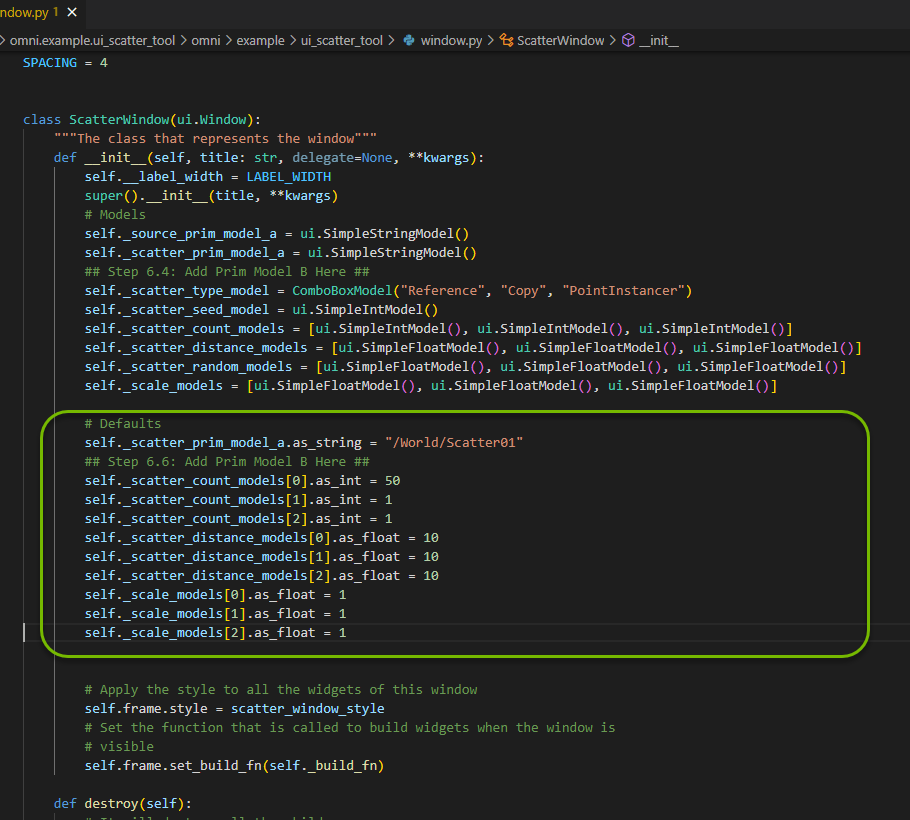 ndow.py 1 ×
> omni.example.ui_scatter_tool > omni > example > ui_scatter_tool > window.py > ScatterWindow > __init__
SPACING = 4
class ScatterWindow(ui.Window):
"""The class that represents the window"""
def __init__(self, title: str, delegate=None, **kwargs):
self.__label_width = LABEL_WIDTH
super().__init__(title, **kwargs)
# Models
self._source_prim_model_a = ui.SimpleStringModel()
self._scatter_prim_model_a = ui.SimpleStringModel()
## Step 6.4: Add Prim Model B Here ##
self._scatter_type_model = ComboBoxModel("Reference", "Copy", "PointInstancer")
self._scatter_seed_model = ui.SimpleIntModel()
self._scatter_count_models = [ui.SimpleIntModel(), ui.SimpleIntModel(), ui.SimpleIntModel()]
self._scatter_distance_models = [ui.SimpleFloatModel(), ui.SimpleFloatModel(), ui.SimpleFloatModel()]
self._scatter_random_models = [ui.SimpleFloatModel(), ui.SimpleFloatModel(), ui.SimpleFloatModel()]
self._scale_models = [ui.SimpleFloatModel(), ui.SimpleFloatModel(), ui.SimpleFloatModel()]
# Defaults
self._scatter_prim_model_a.as_string = "/World/Scatter01"
## Step 6.6: Add Prim Model B Here ##
self._scatter_count_models[0].as_int = 50
self._scatter_count_models[1].as_int = 1
self._scatter_count_models[2].as_int = 1
self._scatter_distance_models[0].as_float = 10
self._scatter_distance_models[1].as_float = 10
self._scatter_distance_models[2].as_float = 10
self._scale_models[0].as_float = 1
self._scale_models[1].as_float = 1
self._scale_models[2].as_float = 1
# Apply the style to all the widgets of this window
self.frame.style = scatter_window_style
# Set the function that is called to build widgets when the window is
# visible
self.frame.set_build_fn(self._build_fn)
def destroy(self):